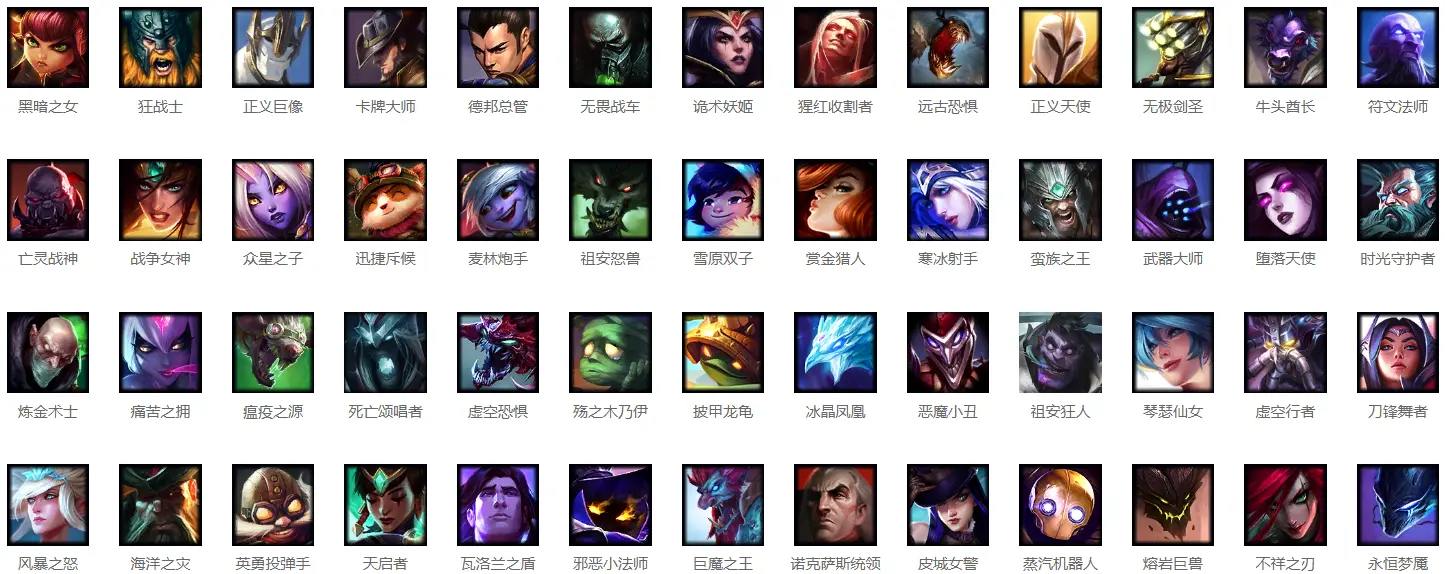 黑暗之女 狂战士 正义巨像 卡牌大师 德邦总管 无畏战车 诡术妖姬 猩红收割者 远古恐惧 正义天使 无极剑圣 牛头酋长 符文法师
亡灵战神 战争女神 众星之子 迅捷斥候 麦林炮手 祖安怒兽 雪原双子 赏金猎人 寒冰射手 蛮族之王 武器大师 堕落天使 时光守护者
炼金术士 痛苦之拥 瘟疫之源 死亡颂唱者 虚空恐惧 殇之木乃伊 披甲龙龟 冰晶凤凰 恶魔小丑 祖安狂人 琴瑟仙女 虚空行者 刀锋舞者
风暴之怒 海洋之灾 英勇投弹手 天启者 瓦洛兰之盾 邪恶小法师 巨魔之王 诺克萨斯统领 皮城女警 蒸汽机器人 熔岩巨兽 不祥之刃 永恒梦魇